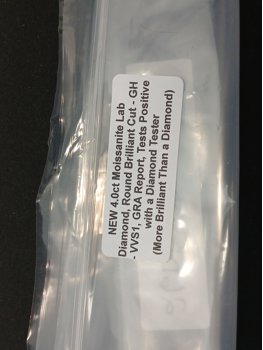 NEW 4.0ct Moissanite Lab
Diamond, Round Brilliant Cut - GH
- VVS1, GRA Report, Tests Positive
with a Diamond Tester
(More Brilliant Than a Diamond)